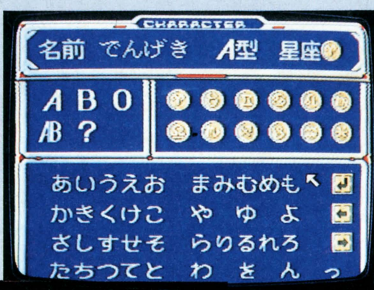 CHARACTER
名前 でんげき A型 星座
A B O
AB ?
あいうえお まみむめも
かきくけこ や ゆ よ
さしすせそ らりるれろ
たちつてと わ を ん っ